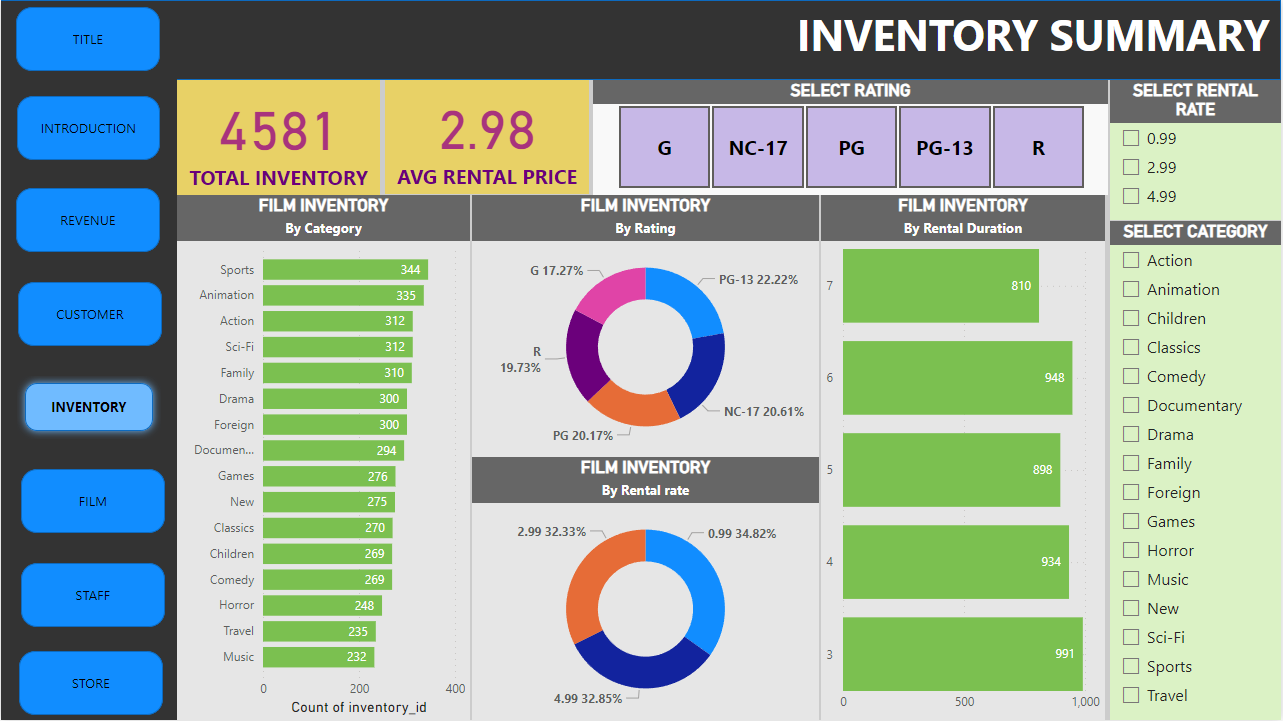 INVENTORY SUMMARY
TITLE
INTRODUCTION
REVENUE
CUSTOMER
INVENTORY
FILM
STAFF
STORE
4581
TOTAL INVENTORY
2.98
AVG RENTAL PRICE
SELECT RATING
G
NC-17
PG
PG-13
R
SELECT RENTAL
RATE
0.99
2.99
4.99
FILM INVENTORY
By Category
Sports 344
Animation 335
Action 312
Sci-Fi 312
Family 310
Drama 300
Foreign 300
Documen... 294
Games 276
New 275
Classics 270
Children 269
Comedy 269
Horror 248
Travel 235
Music 232
0 200 400
Count of inventory_id
FILM INVENTORY
By Rating
G 17.27%
PG-13 22.22%
R
19.73%
NC-17 20.61%
PG 20.17%
FILM INVENTORY
By Rental rate
2.99 32.33%
0.99 34.82%
4.99 32.85%
FILM INVENTORY
By Rental Duration
7 810
6 948
5 898
4 934
3 991
0 500 1,000
SELECT CATEGORY
Action
Animation
Children
Classics
Comedy
Documentary
Drama
Family
Foreign
Games
Horror
Music
New
Sci-Fi
Sports
Travel